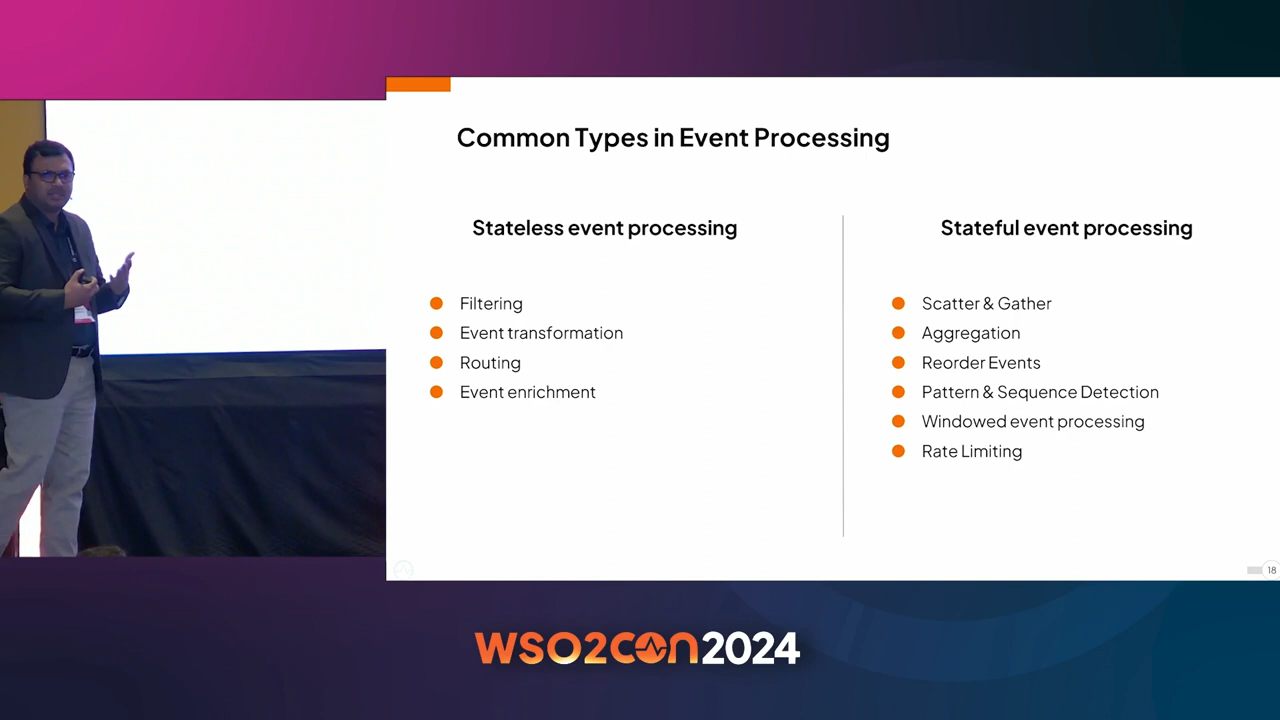 Common Types in Event Processing
Stateless event processing
Filtering
Event transformation
Routing
Event enrichment
Stateful event processing
Scatter & Gather
Aggregation
Reorder Events
Pattern & Sequence Detection
Windowed event processing
Rate Limiting
18
WSO2CON2024